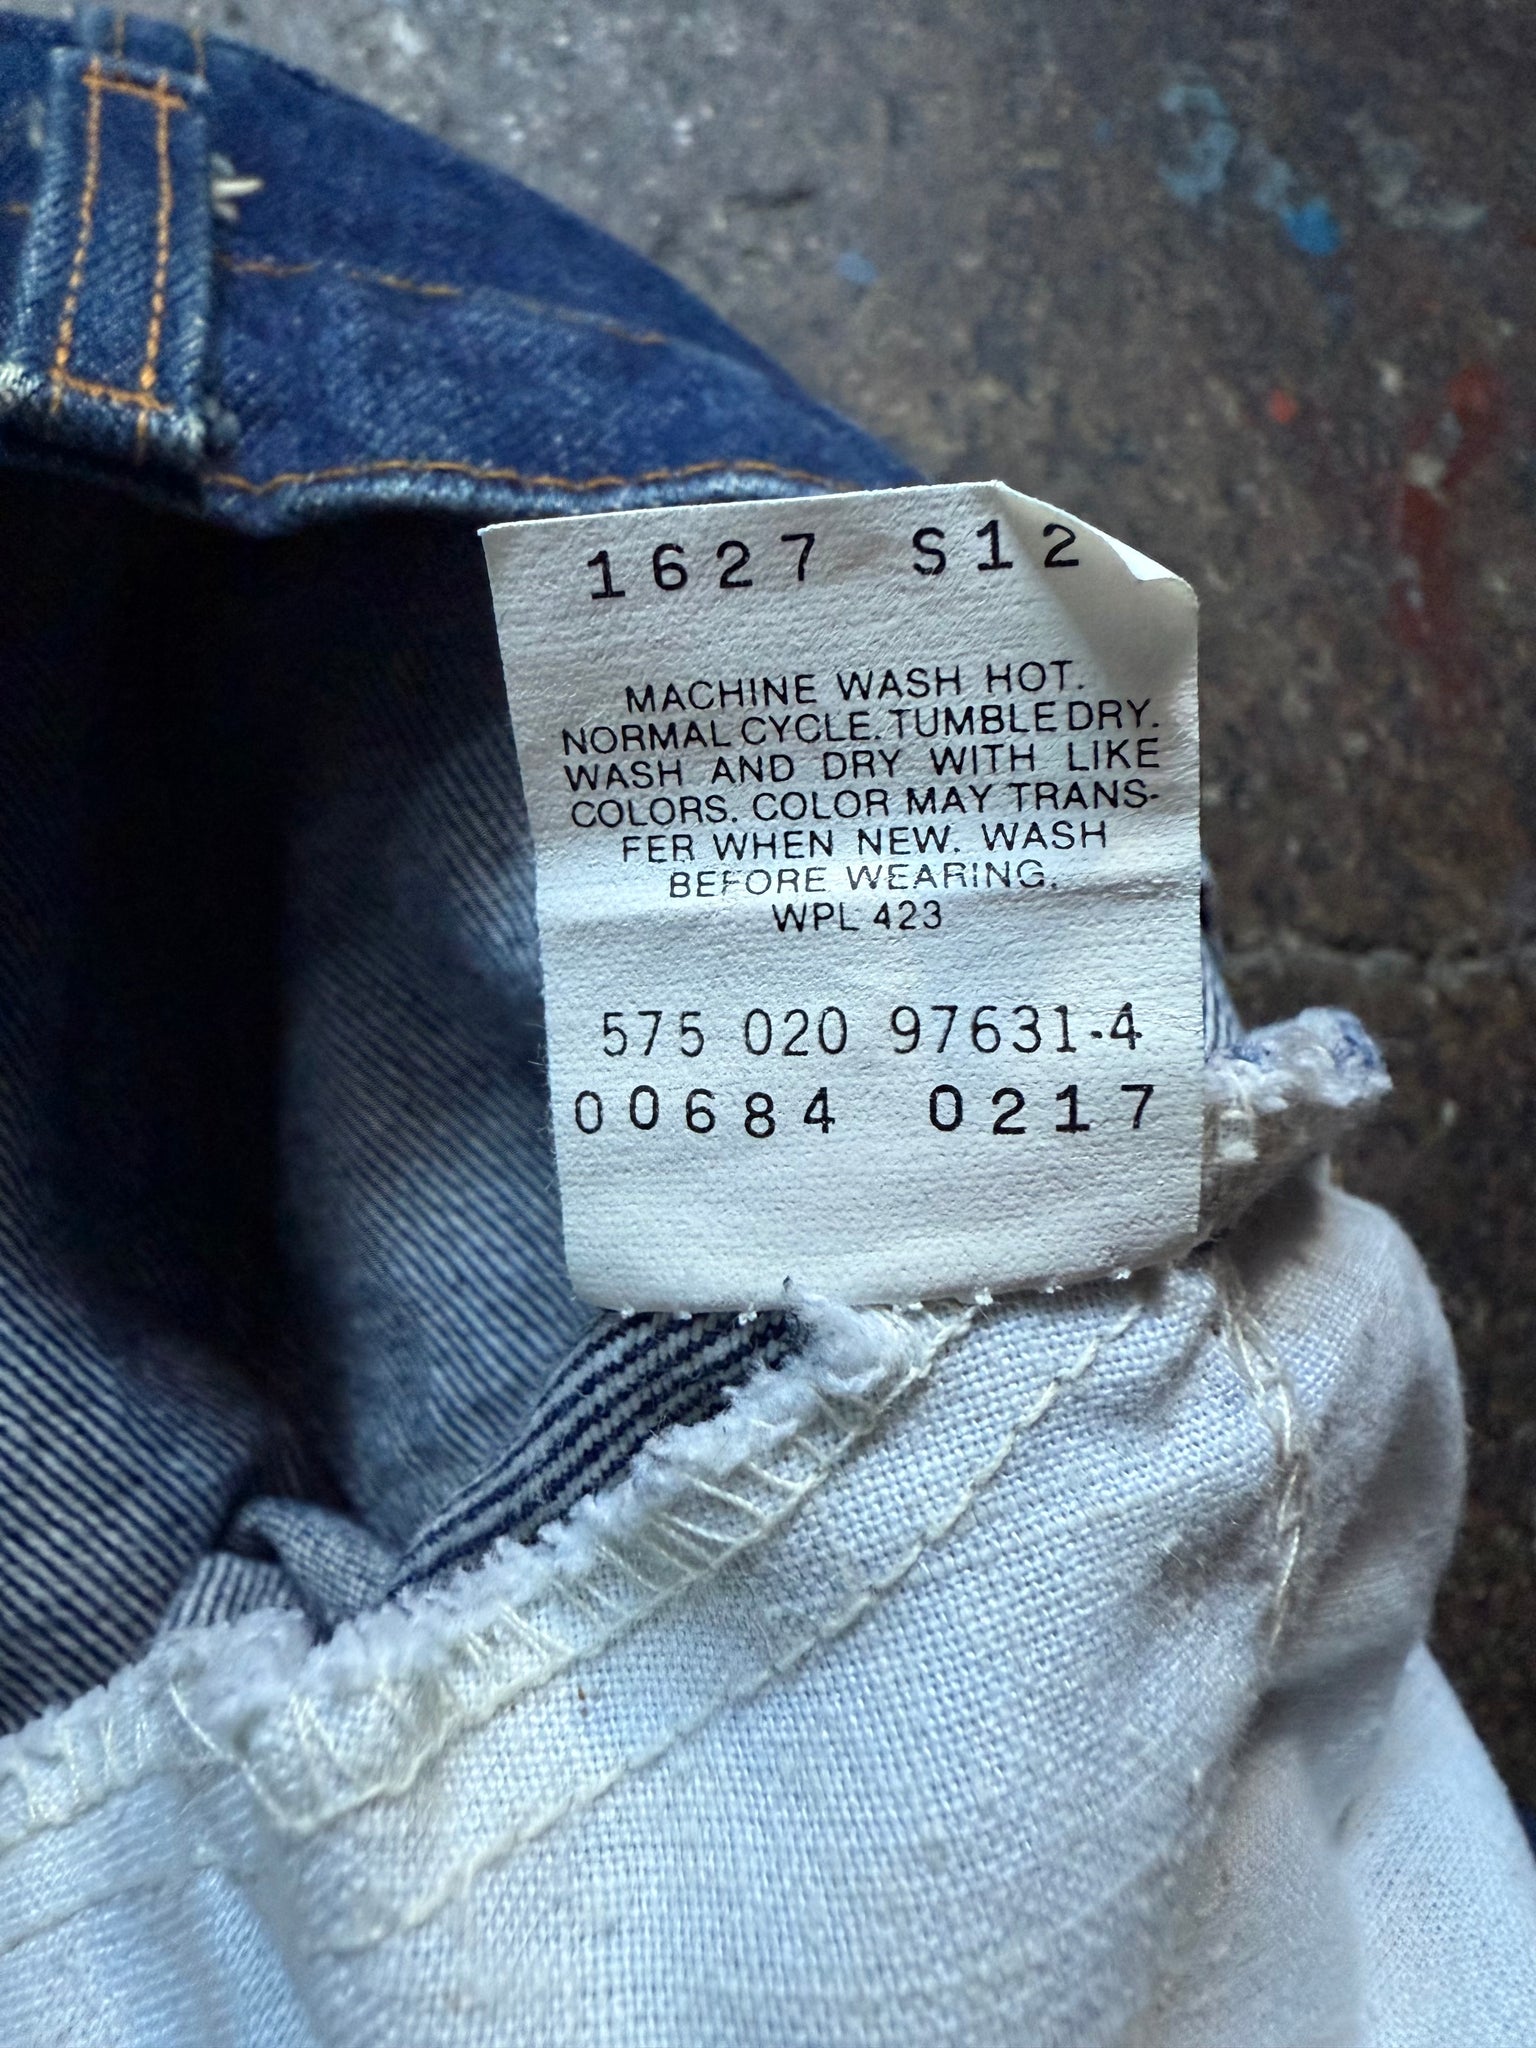 1627 S12
MACHINE WASH HOT.
NORMAL CYCLE. TUMBLE DRY.
WASH AND DRY WITH LIKE
COLORS. COLOR MAY TRANS-
FER WHEN NEW. WASH
BEFORE WEARING.
WPL 423
575 020 97631-4
00684 0217